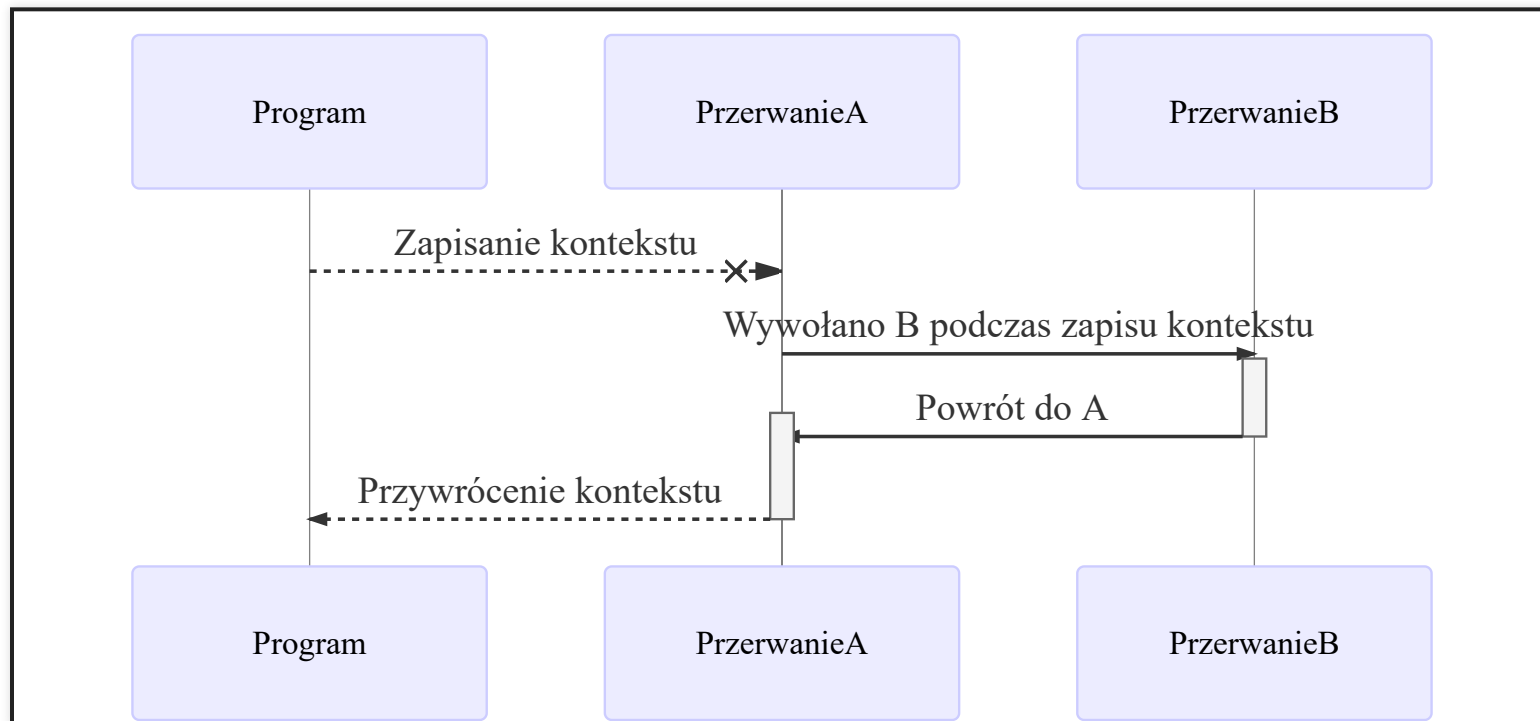 Program
PrzerwanieA
PrzerwanieB
Zapisanie kontekstu
Wywołano B podczas zapisu kontekstu
Powrót do A
Przywrócenie kontekstu
Program
PrzerwanieA
PrzerwanieB